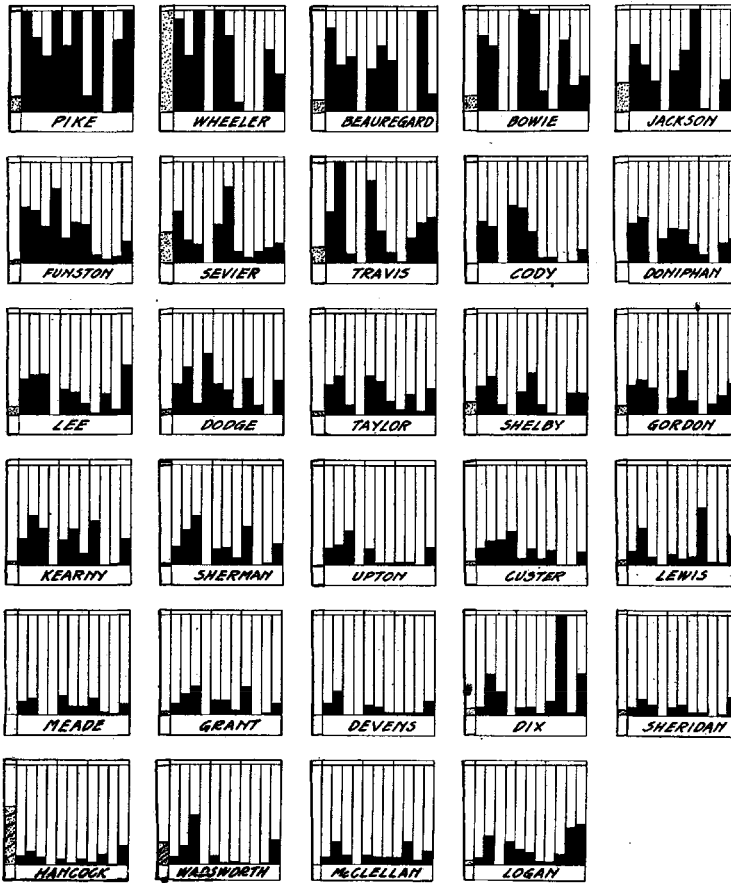 PIKE
WHEELER
BEAUREGARD
BOWIE
JACKSON
FUNSTON
SEVIER
TRAVIS
CODY
DONIPHAN
LEE
DODGE
TAYLOR
SHELBY
GORDON
KEARNY
SHERMAN
UPTON
CUSTER
LEWIS
MEADE
GRANT
DEVENS
DIX
SHERIDAN
HANCOCK
WADSWORTH
McCLELLAN
LOGAN